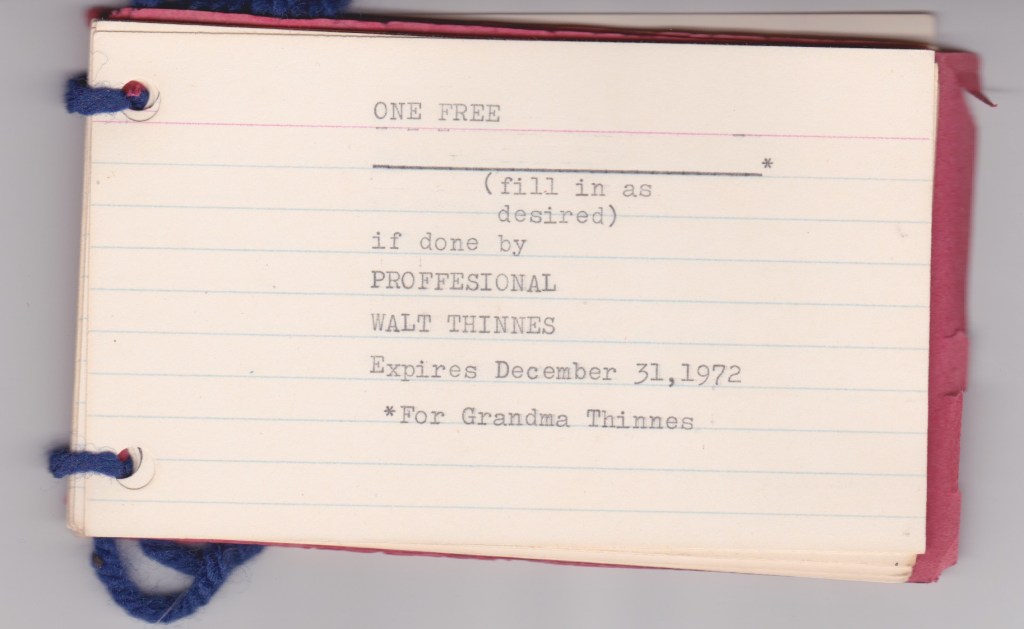 ONE FREE
____________________*
(fill in as
desired)
if done by
PROFFESIONAL
WALT THINNES
Expires December 31,1972
*For Grandma Thinnes